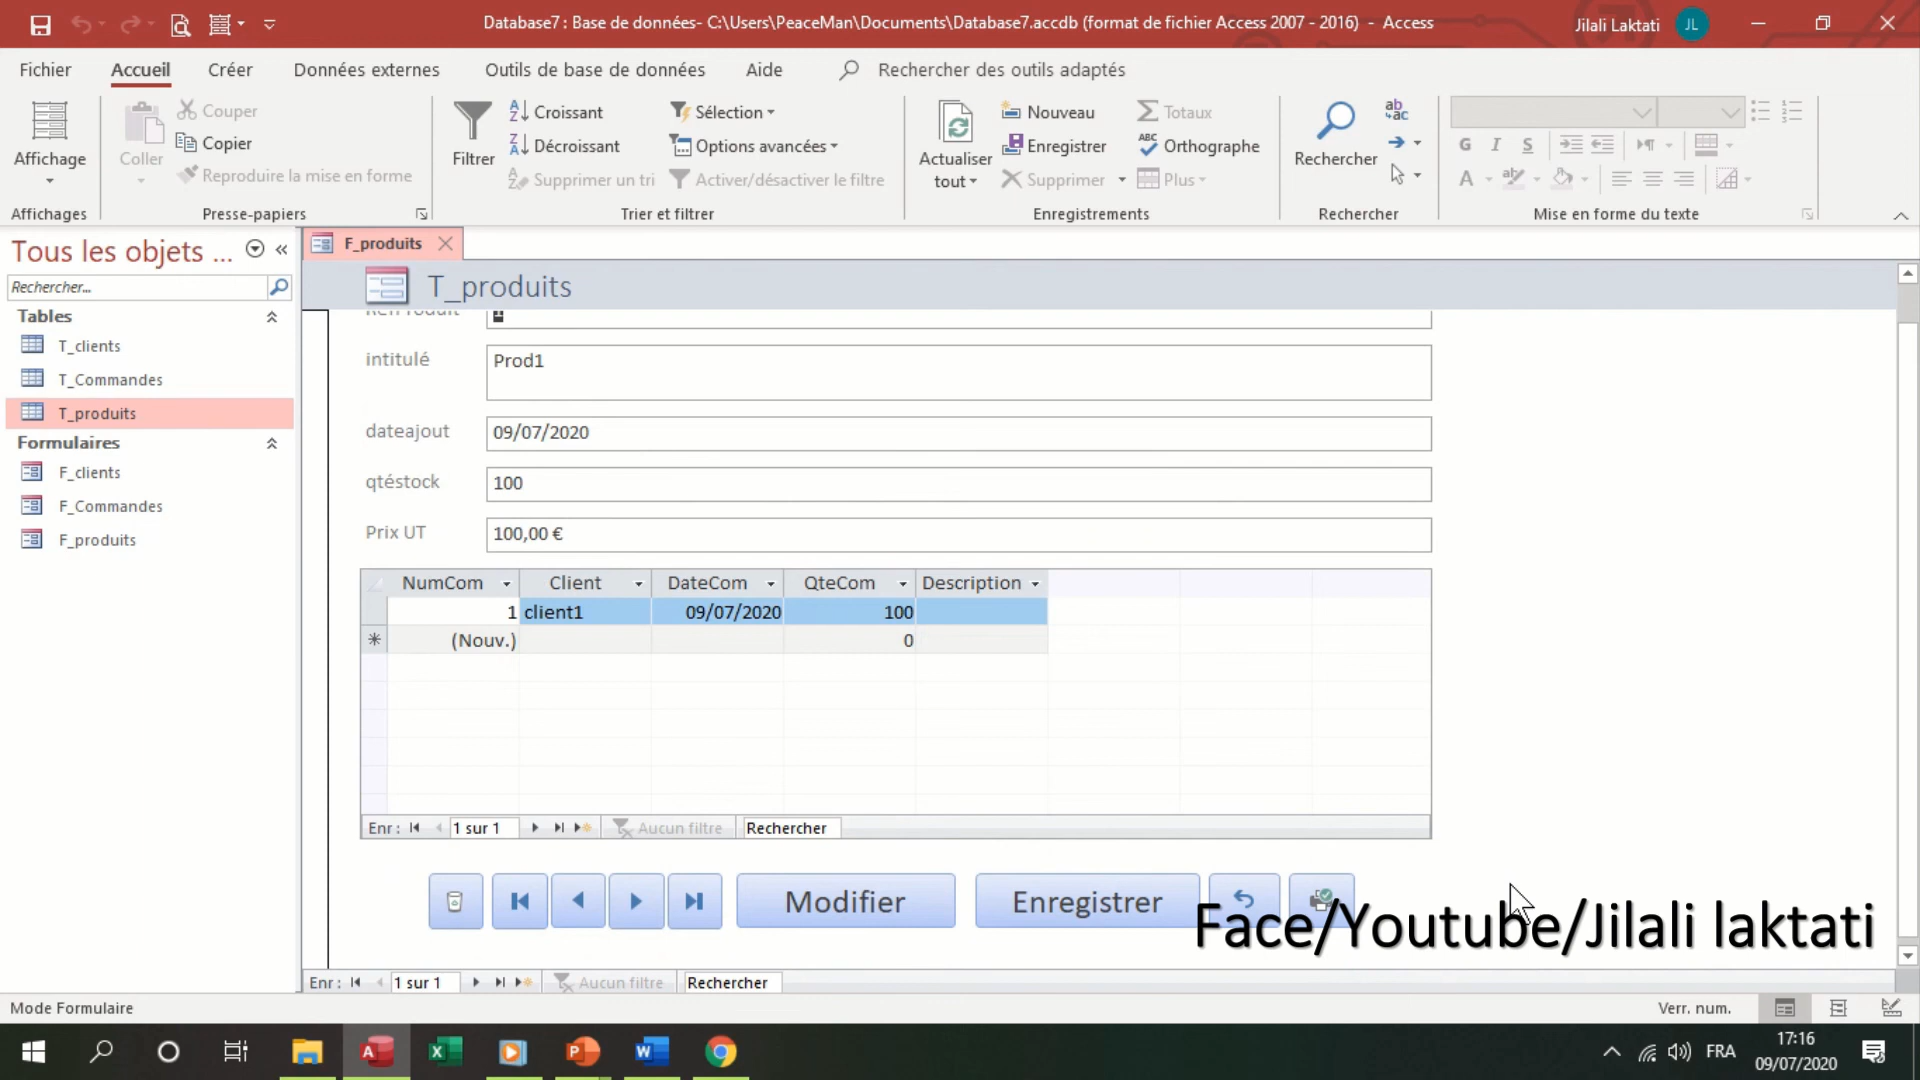 Database7 : Base de données- C:\Users\PeaceMan\Documents\Database7.accdb (format de fichier Access 2007 - 2016) - Access
Jilali Laktati
JL
Fichier
Accueil
Créer
Données externes
Outils de base de données
Aide
Rechercher des outils adaptés
Affichage
Affichages
Coller
Couper
Copier
Reproduire la mise en forme
Presse-papiers
Filtrer
Croissant
Décroissant
Supprimer un tri
Sélection
Options avancées
Activer/désactiver le filtre
Trier et filtrer
Actualiser
tout
Nouveau
Enregistrer
Supprimer
Totaux
Orthographe
Plus
Enregistrements
Rechercher
Rechercher
G I S
A
Mise en forme du texte
Tous les objets ...
Rechercher...
Tables
T_clients
T_Commandes
T_produits
Formulaires
F_clients
F_Commandes
F_produits
F_produits
T_produits
RefProduit
intitulé
Prod1
dateajout
09/07/2020
qtéstock
100
Prix UT
100,00 €
NumCom Client DateCom QteCom Description
1 client1 09/07/2020 100
(Nouv.) 0
Enr : 1 sur 1 Aucun filtre Rechercher
Modifier
Enregistrer
Face/Youtube/Jilali laktati
Enr : 1 sur 1 Aucun filtre Rechercher
Mode Formulaire
Verr. num.
FRA
17:16
09/07/2020